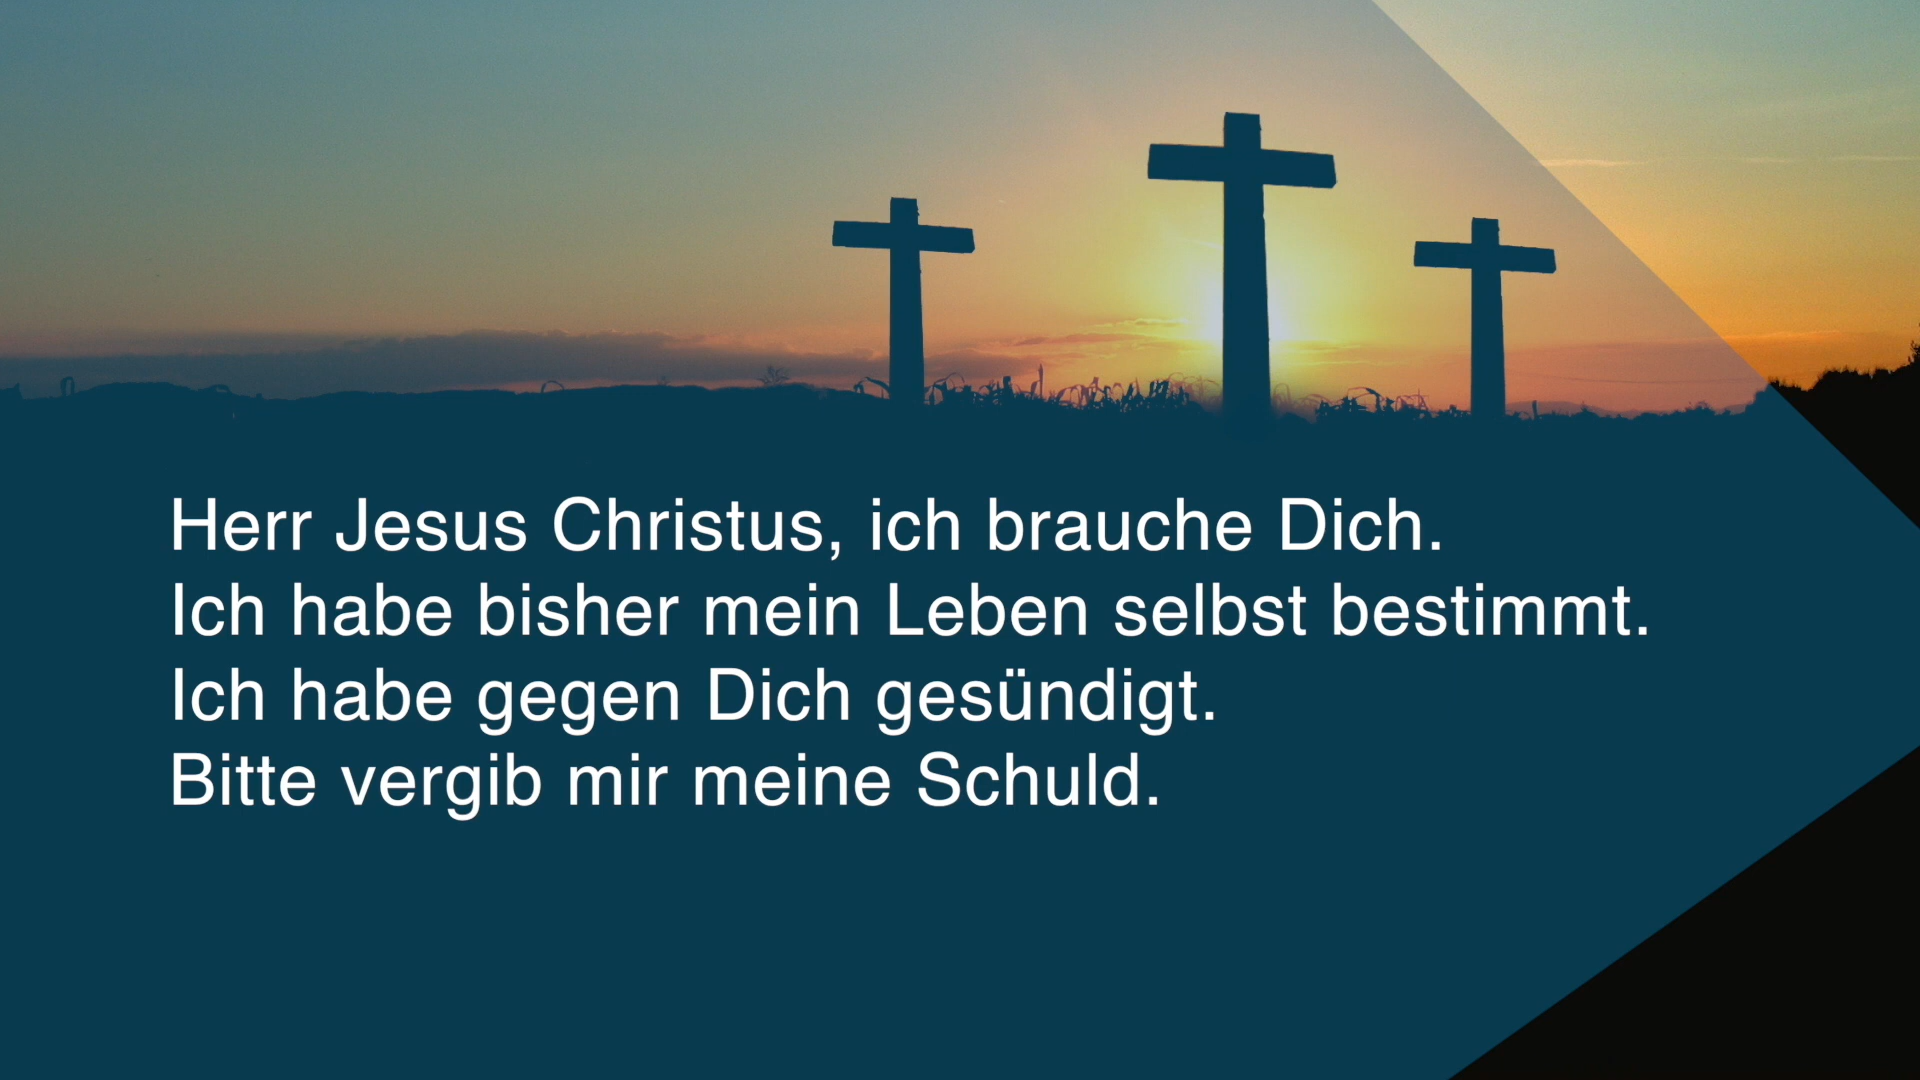 Herr Jesus Christus, ich brauche Dich.
Ich habe bisher mein Leben selbst bestimmt.
Ich habe gegen Dich gesündigt.
Bitte vergib mir meine Schuld.